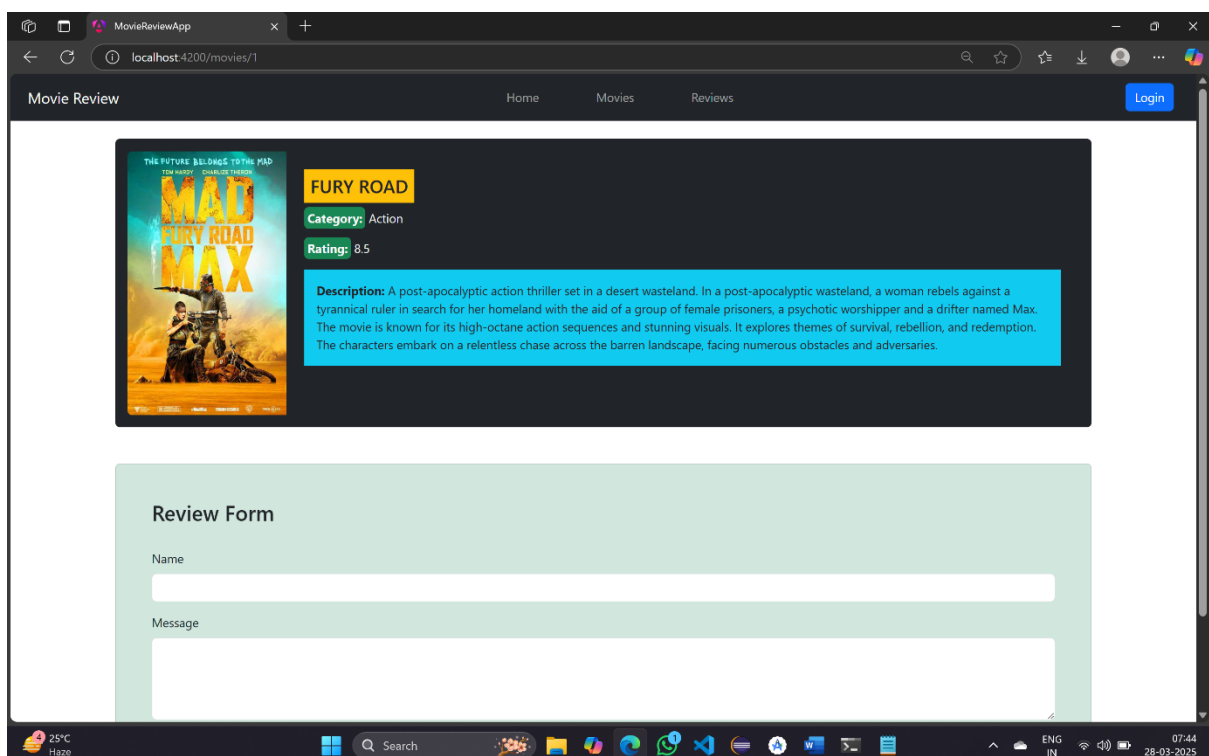 MovieReviewApp
localhost:4200/movies/1
Movie Review
Home
Movies
Reviews
Login
THE FUTURE BELONGS TO THE MAD
TOM HARDY CHARLIZE THERON
MAD
FURY ROAD
MAX
FURY ROAD
Category: Action
Rating: 8.5
Description: A post-apocalyptic action thriller set in a desert wasteland. In a post-apocalyptic wasteland, a woman rebels against a
tyrannical ruler in search for her homeland with the aid of a group of female prisoners, a psychotic worshipper and a drifter named Max.
The movie is known for its high-octane action sequences and stunning visuals. It explores themes of survival, rebellion, and redemption.
The characters embark on a relentless chase across the barren landscape, facing numerous obstacles and adversaries.
Review Form
Name
Message
4
25°C
Haze
Search
1
ENG
IN
07:44
28-03-2025